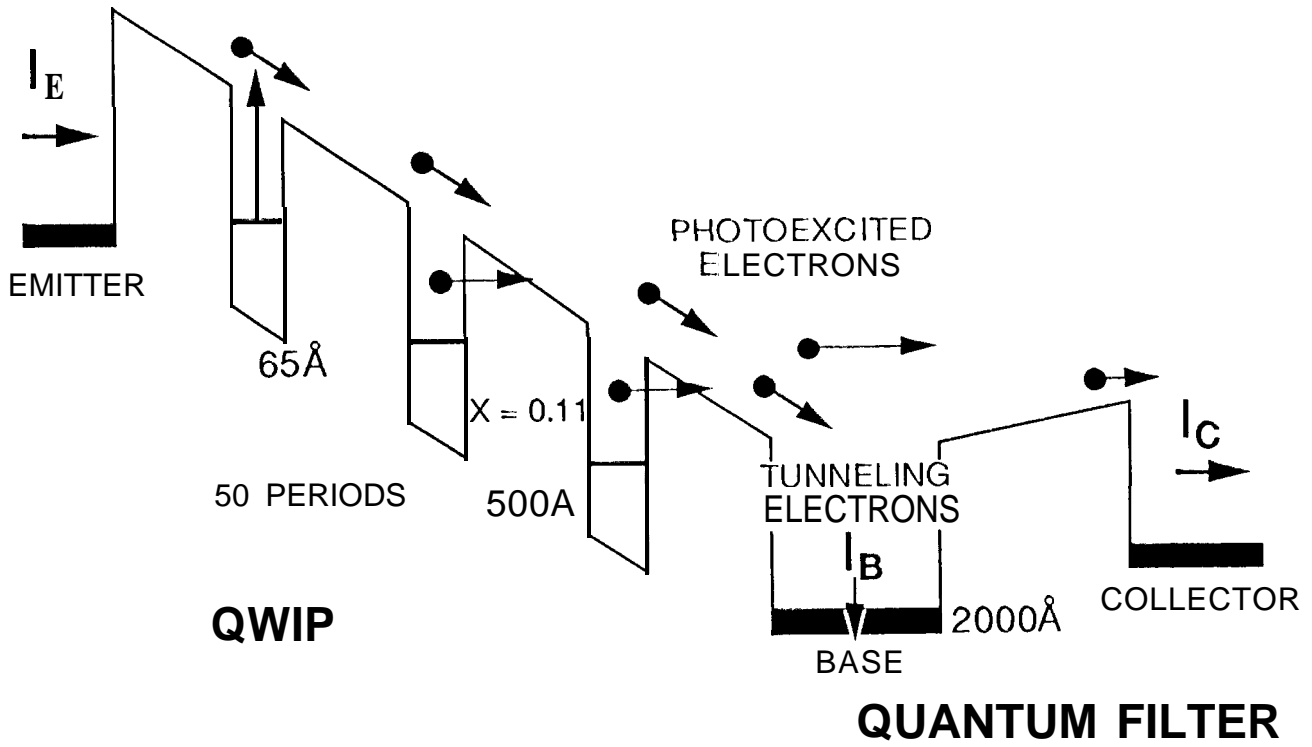 I_E
EMITTER
65Å
50 PERIODS
QWIP
X = 0.11
500A
PHOTOEXCITED
ELECTRONS
TUNNELING
ELECTRONS
I_B
2000Å
BASE
I_C
COLLECTOR
QUANTUM FILTER